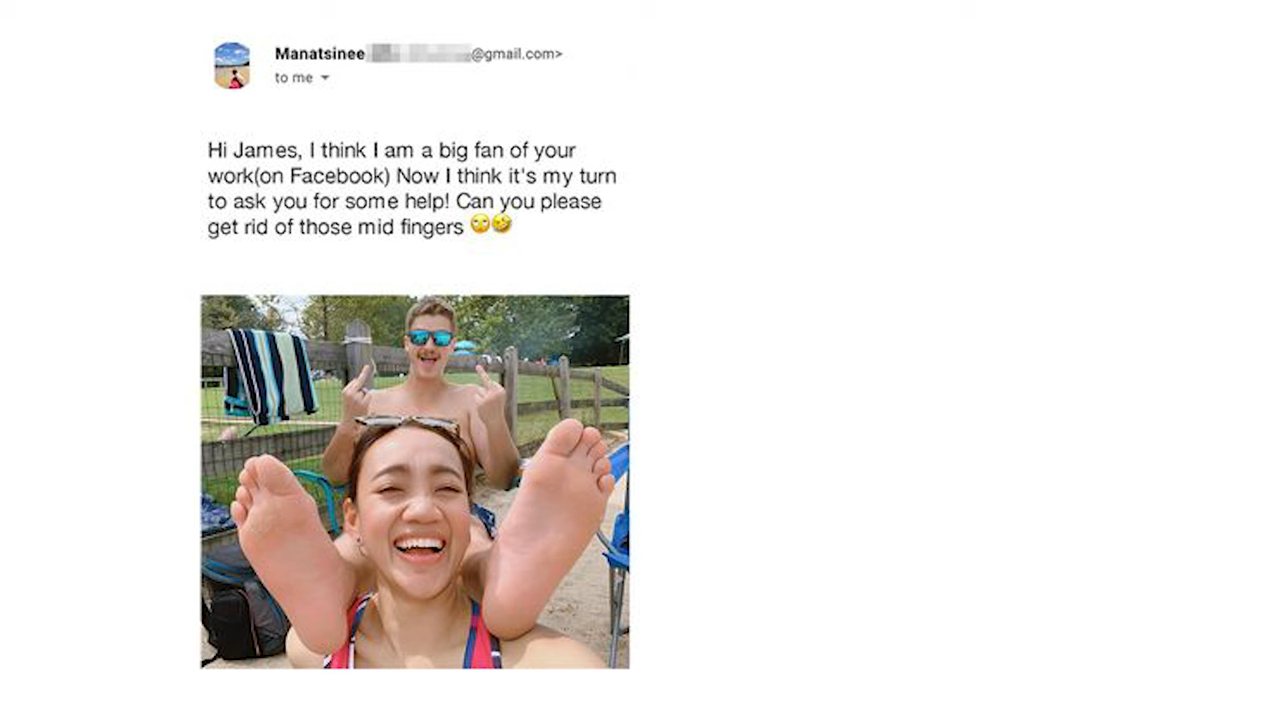 Manatsinee @gmail.com>
to me
Hi James, I think I am a big fan of your
work(on Facebook) Now I think it's my turn
to ask you for some help! Can you please
get rid of those mid fingers 🙄🤣